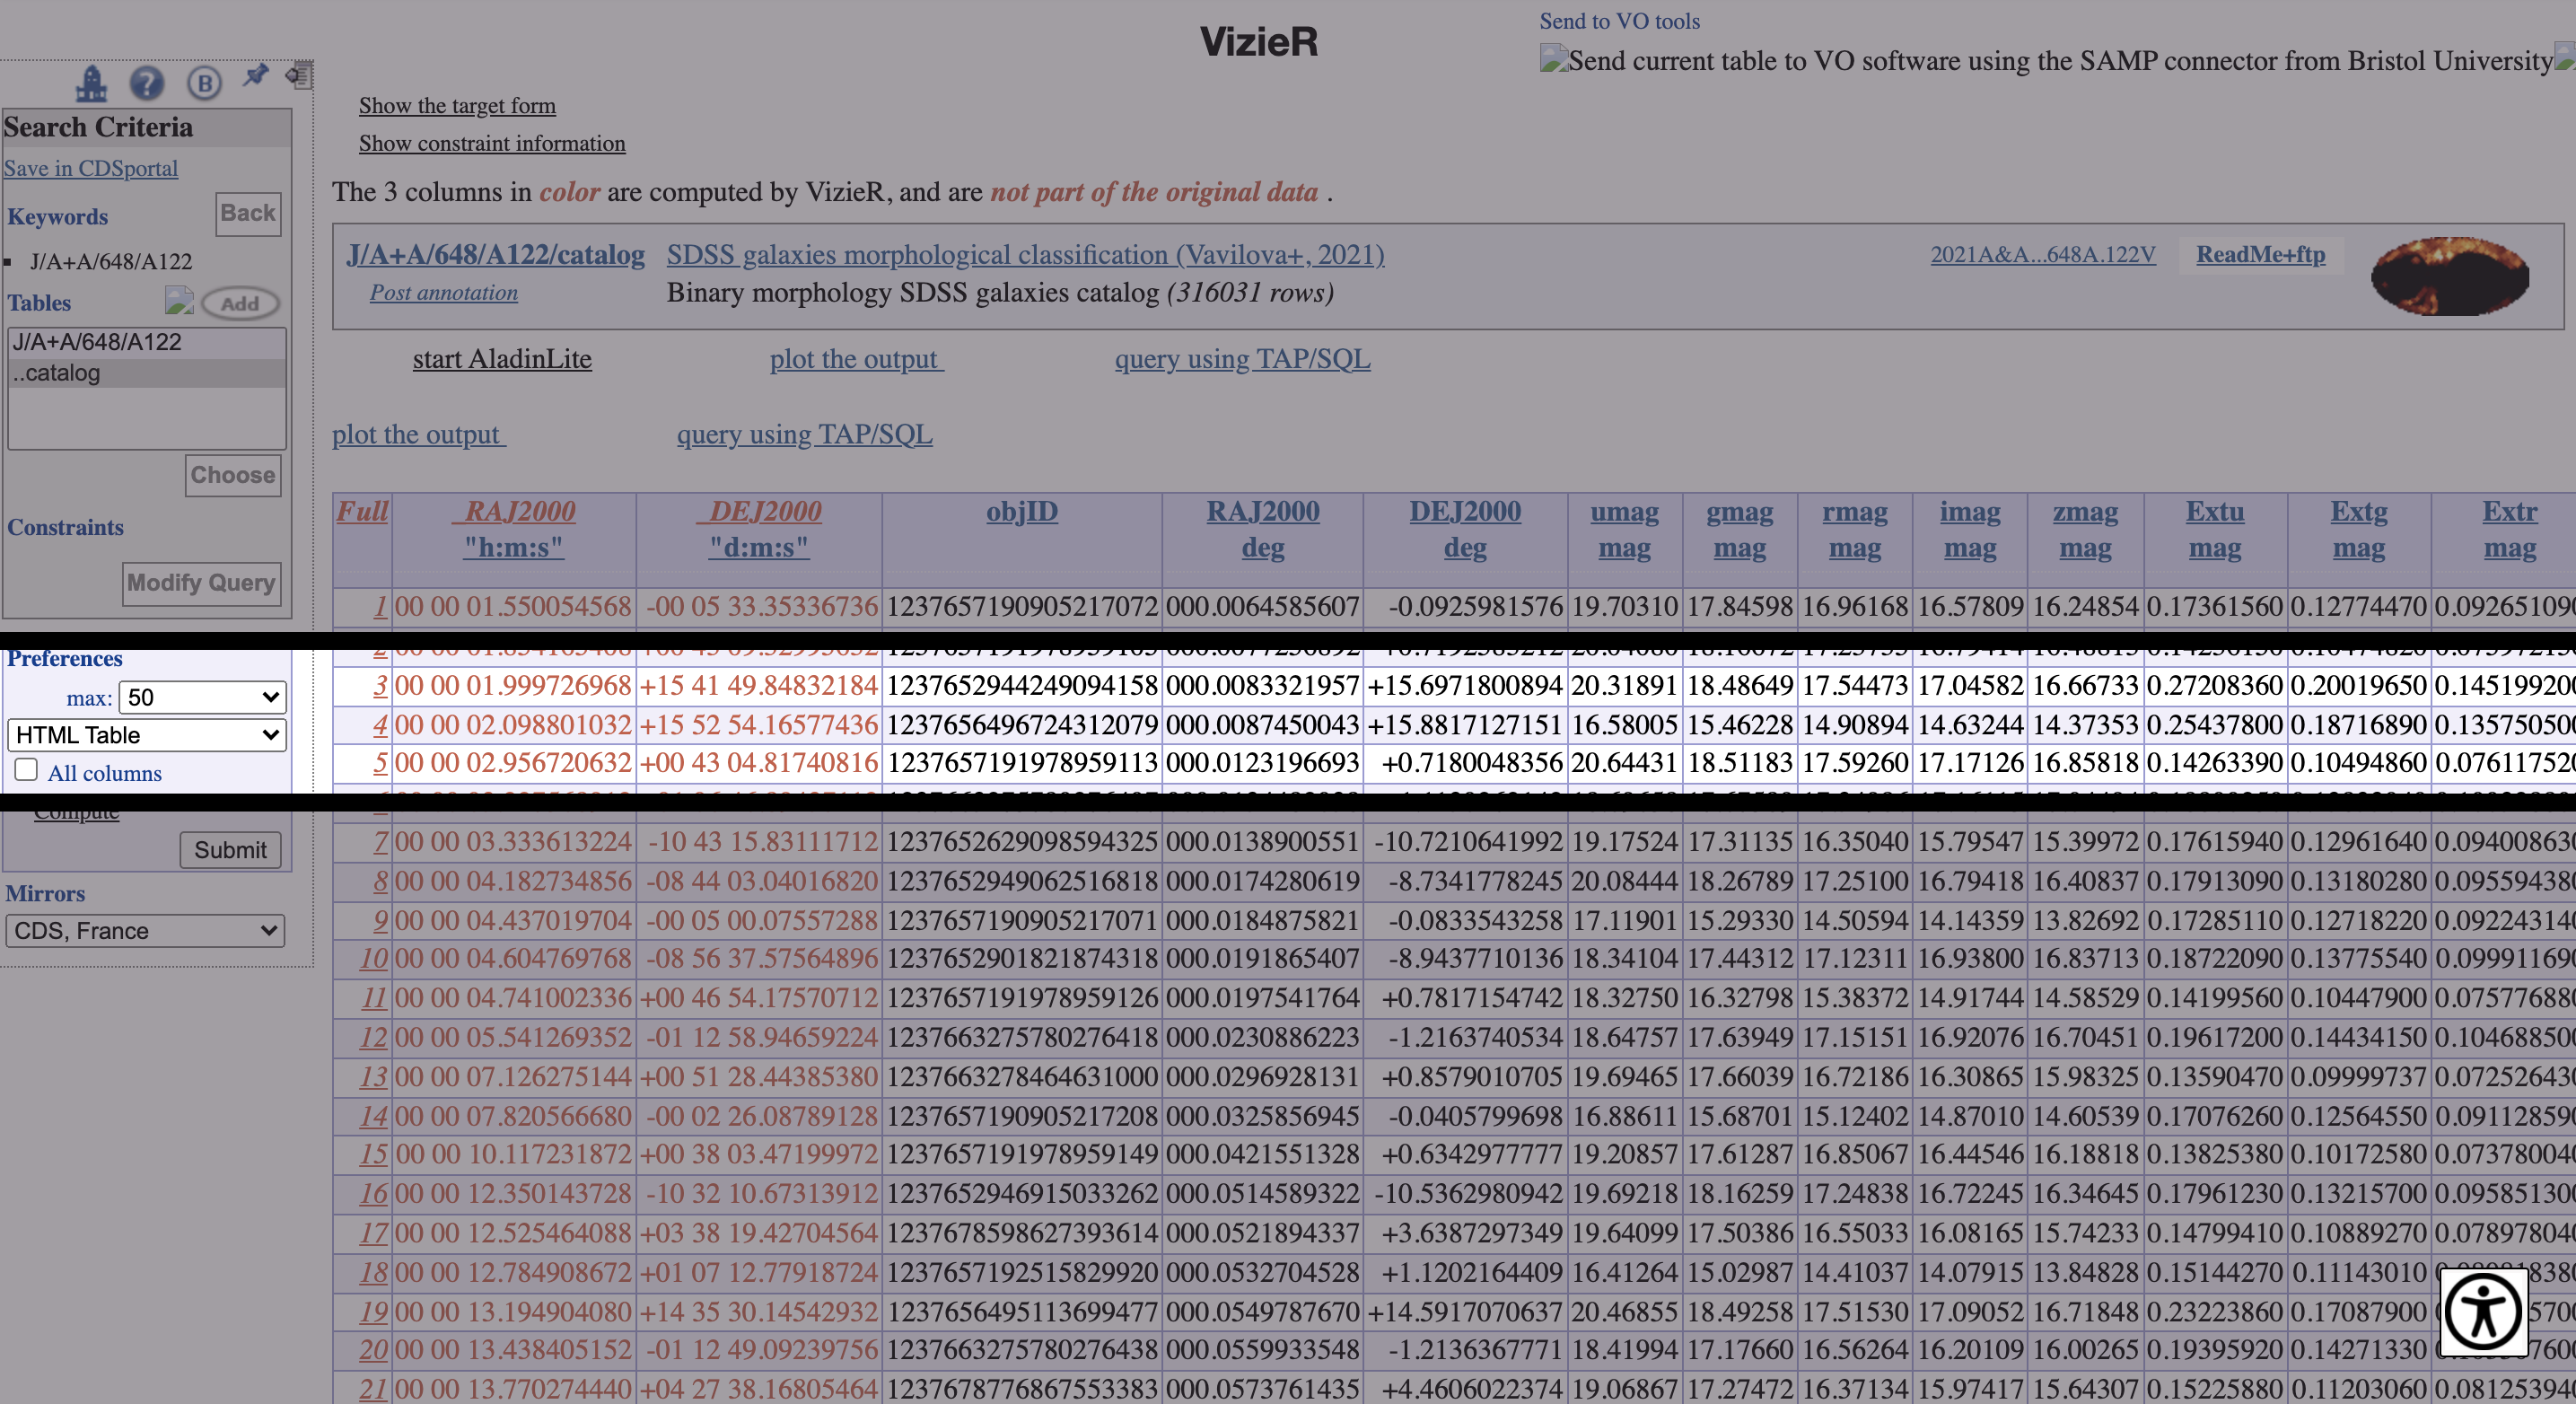 VizieR
Send to VO tools
Send current table to VO software using the SAMP connector from Bristol University
Search Criteria
Save in CDSportal
Keywords
Back
J/A+A/648/A122
Tables
Add
J/A+A/648/A122
..catalog
Choose
Constraints
Modify Query
Preferences
max: 50
HTML Table
All columns
Compute
Submit
Mirrors
CDS, France
Show the target form
Show constraint information
The 3 columns in color are computed by VizieR, and are not part of the original data .
J/A+A/648/A122/catalog SDSS galaxies morphological classification (Vavilova+, 2021) 2021A&A...648A.122V ReadMe+ftp
Post annotation Binary morphology SDSS galaxies catalog (316031 rows)
start AladinLite plot the output query using TAP/SQL
plot the output query using TAP/SQL
Full _RAJ2000 _DEJ2000 objID RAJ2000 DEJ2000 umag gmag rmag imag zmag Extu Extg Extr
"h:m:s" "d:m:s" deg deg mag mag mag mag mag mag mag mag
1 00 00 01.550054568 -00 05 33.35336736 1237657190905217072 000.0064585607 -0.0925981576 19.70310 17.84598 16.96168 16.57809 16.24854 0.17361560 0.12774470 0.09265109
3 00 00 01.999726968 +15 41 49.84832184 1237652944249094158 000.0083321957 +15.6971800894 20.31891 18.48649 17.54473 17.04582 16.66733 0.27208360 0.20019650 0.14519920
4 00 00 02.098801032 +15 52 54.16577436 1237656496724312079 000.0087450043 +15.8817127151 16.58005 15.46228 14.90894 14.63244 14.37353 0.25437800 0.18716890 0.13575050
5 00 00 02.956720632 +00 43 04.81740816 1237657191978959113 000.0123196693 +0.7180048356 20.64431 18.51183 17.59260 17.17126 16.85818 0.14263390 0.10494860 0.07611752
7 00 00 03.333613224 -10 43 15.83111712 1237652629098594325 000.0138900551 -10.7210641992 19.17524 17.31135 16.35040 15.79547 15.39972 0.17615940 0.12961640 0.09400863
8 00 00 04.182734856 -08 44 03.04016820 1237652949062516818 000.0174280619 -8.7341778245 20.08444 18.26789 17.25100 16.79418 16.40837 0.17913090 0.13180280 0.09559438
9 00 00 04.437019704 -00 05 00.07557288 1237657190905217071 000.0184875821 -0.0833543258 17.11901 15.29330 14.50594 14.14359 13.82692 0.17285110 0.12718220 0.09224314
10 00 00 04.604769768 -08 56 37.57564896 1237652901821874318 000.0191865407 -8.9437710136 18.34104 17.44312 17.12311 16.93800 16.83713 0.18722090 0.13775540 0.09991169
11 00 00 04.741002336 +00 46 54.17570712 1237657191978959126 000.0197541764 +0.7817154742 18.32750 16.32798 15.38372 14.91744 14.58529 0.14199560 0.10447900 0.07577688
12 00 00 05.541269352 -01 12 58.94659224 1237663275780276418 000.0230886223 -1.2163740534 18.64757 17.63949 17.15151 16.92076 16.70451 0.19617200 0.14434150 0.10468850
13 00 00 07.126275144 +00 51 28.44385380 1237663278464631000 000.0296928131 +0.8579010705 19.69465 17.66039 16.72186 16.30865 15.98325 0.13590470 0.09999737 0.07252643
14 00 00 07.820566680 -00 02 26.08789128 1237657190905217208 000.0325856945 -0.0405799698 16.88611 15.68701 15.12402 14.87010 14.60539 0.17076260 0.12564550 0.09112859
15 00 00 10.117231872 +00 38 03.47199972 1237657191978959149 000.0421551328 +0.6342977777 19.20857 17.61287 16.85067 16.44546 16.18818 0.13825380 0.10172580 0.07378004
16 00 00 12.350143728 -10 32 10.67313912 1237652946915033262 000.0514589322 -10.5362980942 19.69218 18.16259 17.24838 16.72245 16.34645 0.17961230 0.13215700 0.09585130
17 00 00 12.525464088 +03 38 19.42704564 1237678598627393614 000.0521894337 +3.6387297349 19.64099 17.50386 16.55033 16.08165 15.74233 0.14799410 0.10889270 0.07897804
18 00 00 12.784908672 +01 07 12.77918724 1237657192515829920 000.0532704528 +1.1202164409 16.41264 15.02987 14.41037 14.07915 13.84828 0.15144270 0.11143010
19 00 00 13.194904080 +14 35 30.14542932 1237656495113699477 000.0549787670 +14.5917070637 20.46855 18.49258 17.51530 17.09052 16.71848 0.23223860 0.17087900
20 00 00 13.438405152 -01 12 49.09239756 1237663275780276438 000.0559933548 -1.2136367771 18.41994 17.17660 16.56264 16.20109 16.00265 0.19395920 0.14271330
21 00 00 13.770274440 +04 27 38.16805464 1237678776867553383 000.0573761435 +4.4606022374 19.06867 17.27472 16.37134 15.97417 15.64307 0.15225880 0.11203060 0.08125394